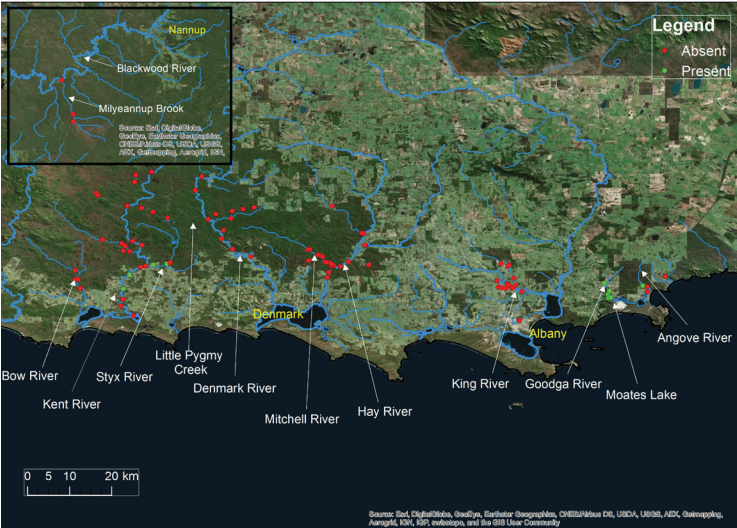 Nannup
Blackwood River
Milyeannup Brook
Source: Esri, DigitalGlobe,
GeoEye, Earthstar Geographics,
CNES/Airbus DS, USDA, USGS,
AEX, Getmapping, Aerogrid, IGN,
Legend
Absent
Present
Denmark
Albany
Bow River
Kent River
Styx River
Little Pygmy
Creek
Denmark River
Mitchell River
Hay River
King River
Goodga River
Moates Lake
Angove River
0 5 10 20 km
Source: Esri, DigitalGlobe, GeoEye, Earthstar Geographics, CNES/Airbus DS, USDA, USGS, AEX, Getmapping,
Aerogrid, IGN, IGP, swisstopo, and the GIS User Community